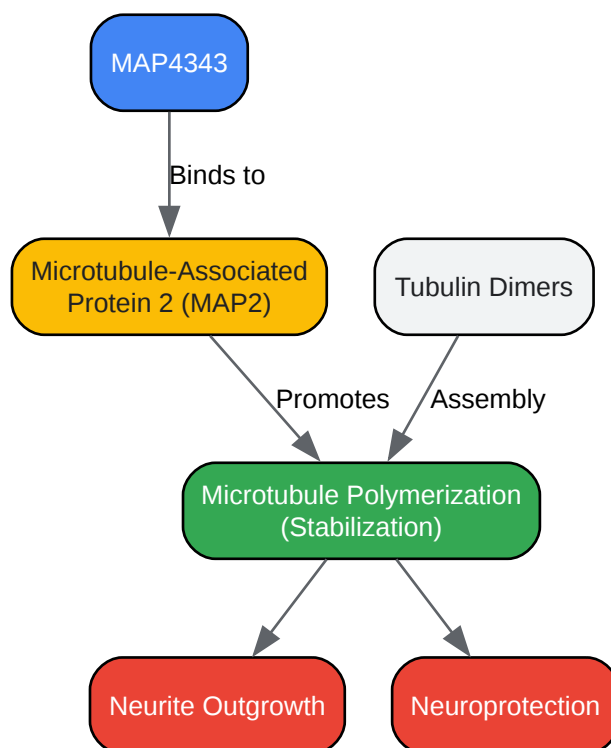 MAP4343
Binds to
Microtubule-Associated
Protein 2 (MAP2)
Tubulin Dimers
Promotes
Assembly
Microtubule Polymerization
(Stabilization)
Neurite Outgrowth
Neuroprotection